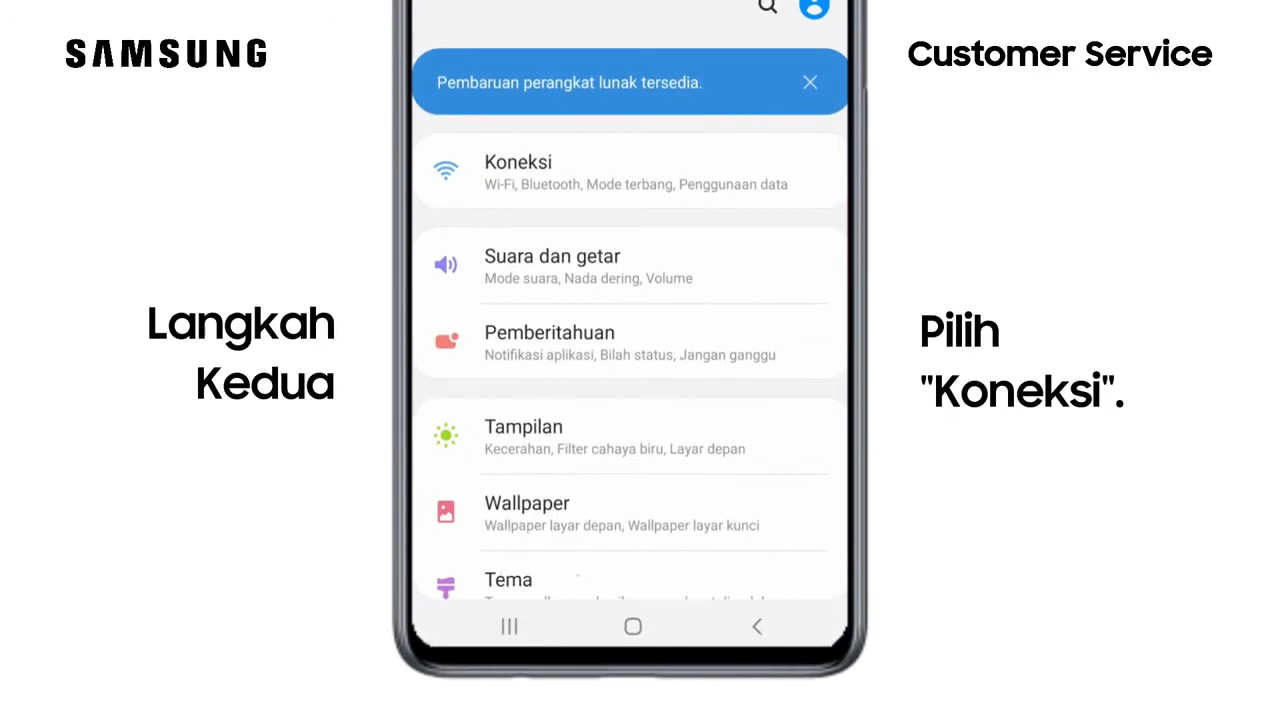 SAMSUNG
Customer Service
Pembaruan perangkat lunak tersedia.
Koneksi
Wi-Fi, Bluetooth, Mode terbang, Penggunaan data
Suara dan getar
Mode suara, Nada dering, Volume
Langkah
Kedua
Pemberitahuan
Notifikasi aplikasi, Bilah status, Jangan ganggu
Pilih
"Koneksi".
Tampilan
Kecerahan, Filter cahaya biru, Layar depan
Wallpaper
Wallpaper layar depan, Wallpaper layar kunci
Tema